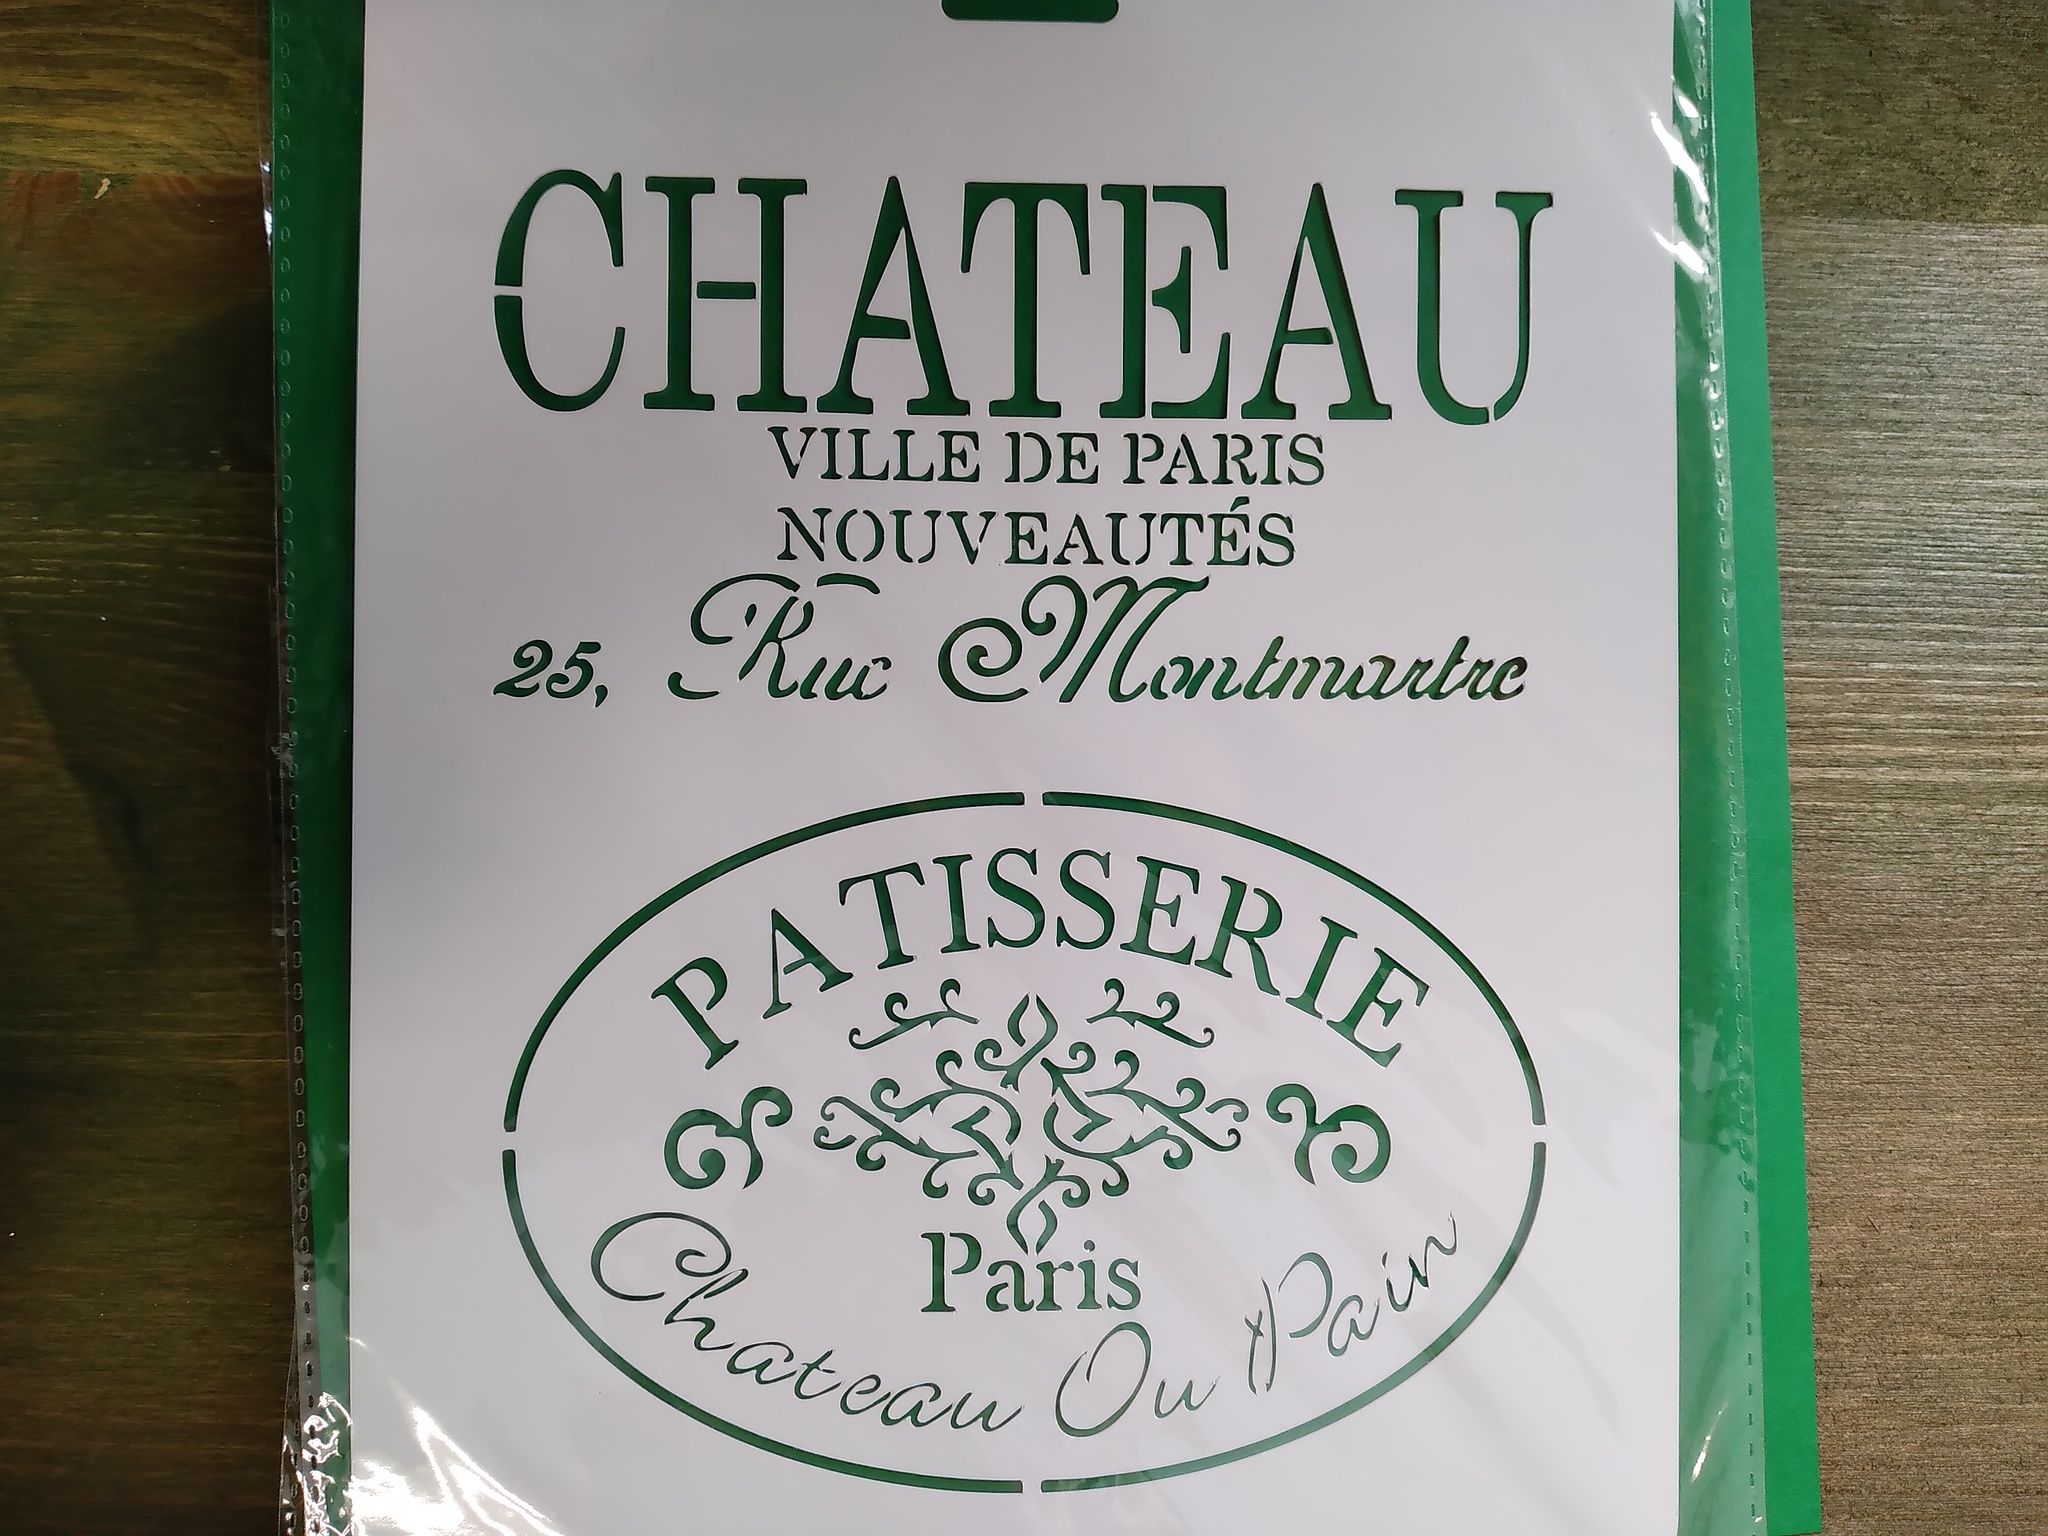 CHATEAU
VILLE DE PARIS
NOUVEAUTÉS
25, Rue Montmartre
PATISSERIE
Paris
Chateau Ou Pain